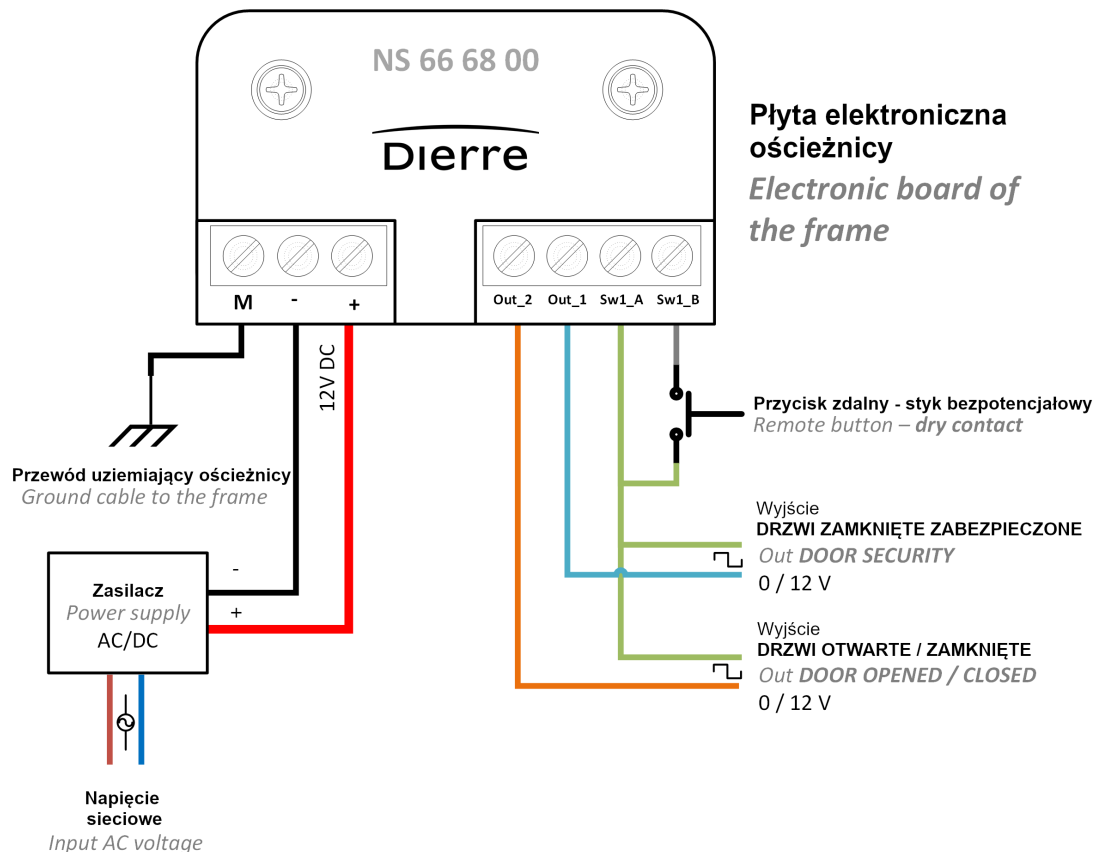 NS 66 68 00
Dierre
Płyta elektroniczna
ościeżnicy
Electronic board of
the frame
M
-
+
Out_2
Out_1
Sw1_A
Sw1_B
12V DC
Przycisk zdalny - styk bezpotencjałowy
Remote button – dry contact
Przewód uziemiający ościeżnicy
Ground cable to the frame
Wyjście
DRZWI ZAMKNIĘTE ZABEZPIECZONE
Out DOOR SECURITY
0 / 12 V
-
+
Zasilacz
Power supply
AC/DC
Wyjście
DRZWI OTWARTE / ZAMKNIĘTE
Out DOOR OPENED / CLOSED
0 / 12 V
Napięcie
sieciowe
Input AC voltage